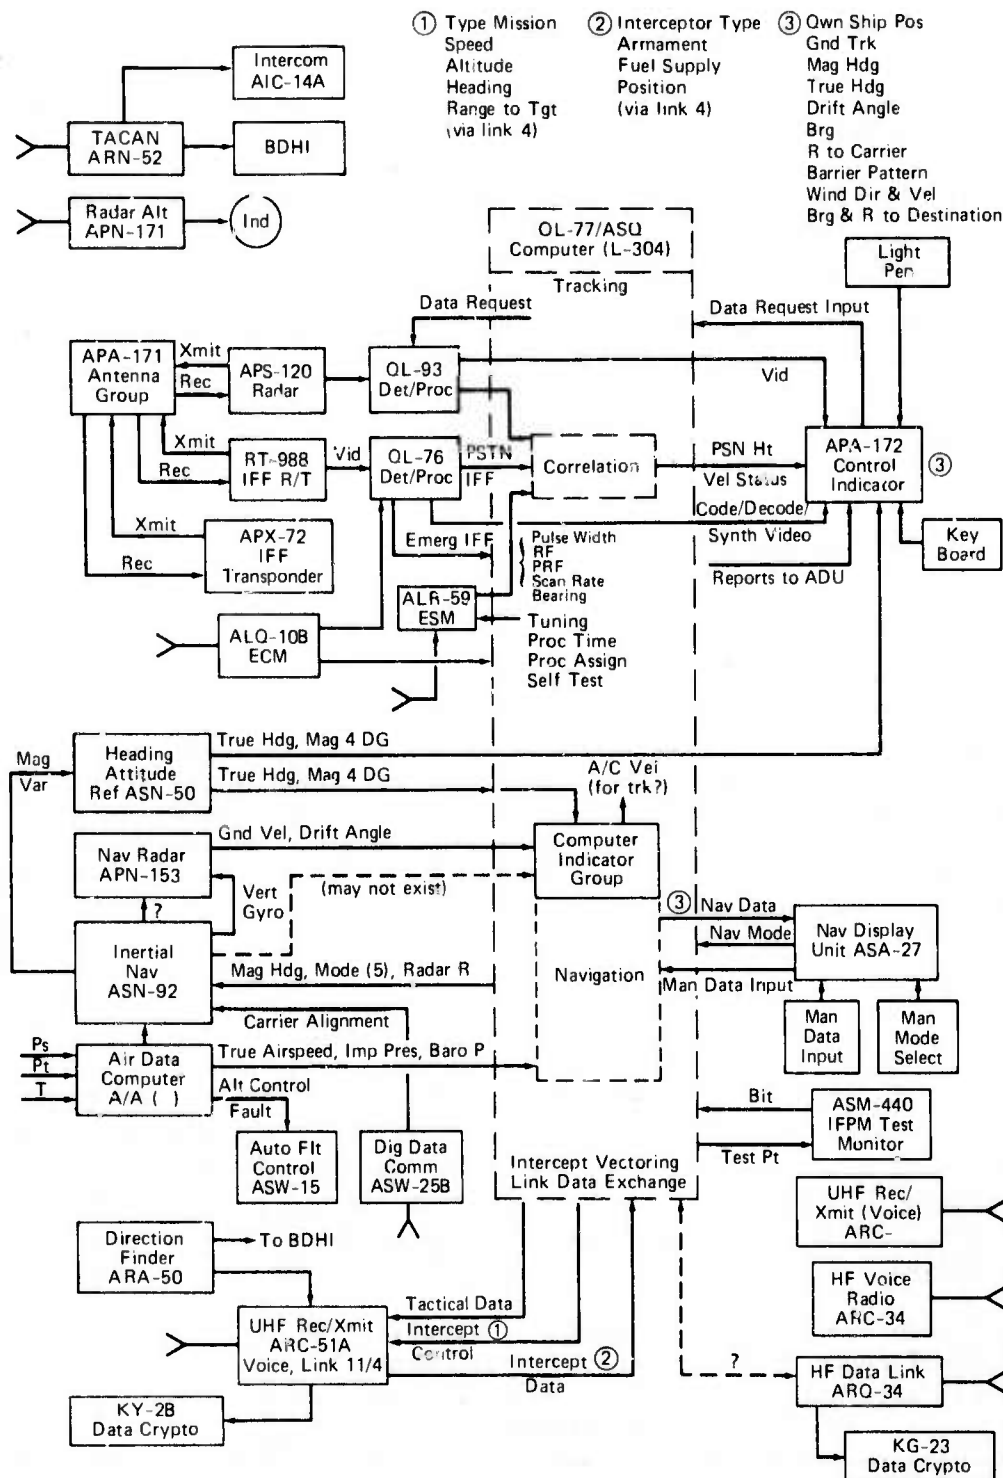 ① Type Mission
Speed
Altitude
Heading
Range to Tgt
(via link 4)
② Interceptor Type
Armament
Fuel Supply
Position
(via link 4)
③ Own Ship Pos
Gnd Trk
Mag Hdg
True Hdg
Drift Angle
Brg
R to Carrier
Barrier Pattern
Wind Dir & Vel
Brg & R to Destination
Intercom
AIC-14A
TACAN
ARN-52
BDHI
Radar Alt
APN-171
Ind
OL-77/ASQ
Computer (L-304)
Tracking
Light
Pen
Data Request
Data Request Input
APA-171
Antenna
Group
Xmit
Rec
APS-120
Radar
OL-93
Det/Proc
Vid
Xmit
Rec
RT-988
IFF R/T
Vid
OL-76
Det/Proc
PSTN
IFF
Correlation
PSN Ht
Vel Status
APA-172
Control
Indicator
③
Code/Decode/
Synth Video
Xmit
Rec
APX-72
IFF
Transponder
Emerg IFF
Pulse Width
RF
PRF
Scan Rate
Bearing
Reports to ADU
Key
Board
ALR-59
ESM
ALQ-10B
ECM
Tuning
Proc Time
Proc Assign
Self Test
Mag
Var
Heading
Attitude
Ref ASN-50
True Hdg, Mag 4 DG
True Hdg, Mag 4 DG
A/C Vel
(for trk?)
Nav Radar
APN-153
Gnd Vel, Drift Angle
Computer
Indicator
Group
?
Vert
Gyro
(may not exist)
③ Nav Data
Nav Mode
Man Data Input
Nav Display
Unit ASA-27
Inertial
Nav
ASN-92
Mag Hdg, Mode (5), Radar R
Navigation
Carrier Alignment
Man
Data
Input
Man
Mode
Select
Ps
Pt
T
Air Data
Computer
A/A ( )
True Airspeed, Imp Pres, Baro P
Alt Control
Fault
Bit
Test Pt
ASM-440
IFPM Test
Monitor
Auto Flt
Control
ASW-15
Dig Data
Comm
ASW-25B
Intercept Vectoring
Link Data Exchange
UHF Rec/
Xmit (Voice)
ARC-
Direction
Finder
ARA-50
To BDHI
HF Voice
Radio
ARC-34
UHF Rec/Xmit
ARC-51A
Voice, Link 11/4
Tactical Data
Intercept ①
Control
Intercept ②
Data
?
HF Data Link
ARQ-34
KY-2B
Data Crypto
KG-23
Data Crypto